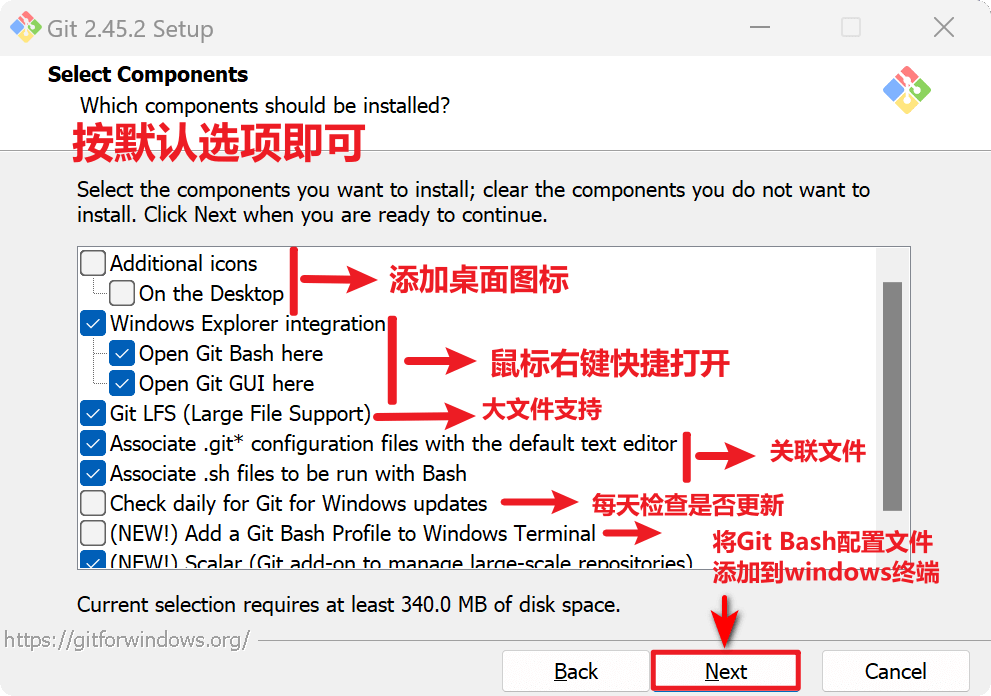 Git 2.45.2 Setup
Select Components
Which components should be installed?
按默认选项即可
Select the components you want to install; clear the components you do not want to
install. Click Next when you are ready to continue.
Additional icons
添加桌面图标
On the Desktop
Windows Explorer integration
Open Git Bash here
鼠标右键快捷打开
Open Git GUI here
Git LFS (Large File Support)
大文件支持
Associate .git* configuration files with the default text editor
关联文件
Associate .sh files to be run with Bash
Check daily for Git for Windows updates
每天检查是否更新
(NEW!) Add a Git Bash Profile to Windows Terminal
将Git Bash配置文件
添加到windows终端
(NEW!) Scalar (Git add-on to manage large-scale repositories)
Current selection requires at least 340.0 MB of disk space.
https://gitforwindows.org/
Back
Next
Cancel